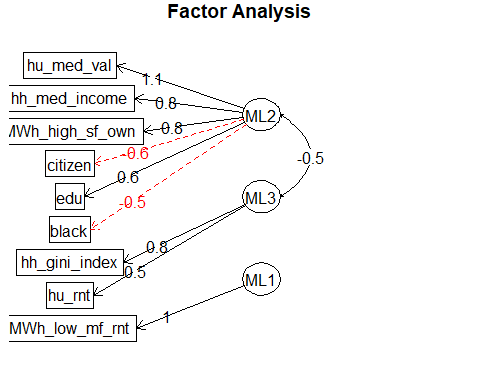 Factor Analysis
hu_med_val
1.1
hh_med_income
0.8
MWh_high_sf_own
0.8
ML2
citizen
-0.6
edu
0.6
-0.5
black
-0.5
ML3
hh_gini_index
0.8
0.5
hu_rnt
ML1
MWh_low_mf_rnt
1